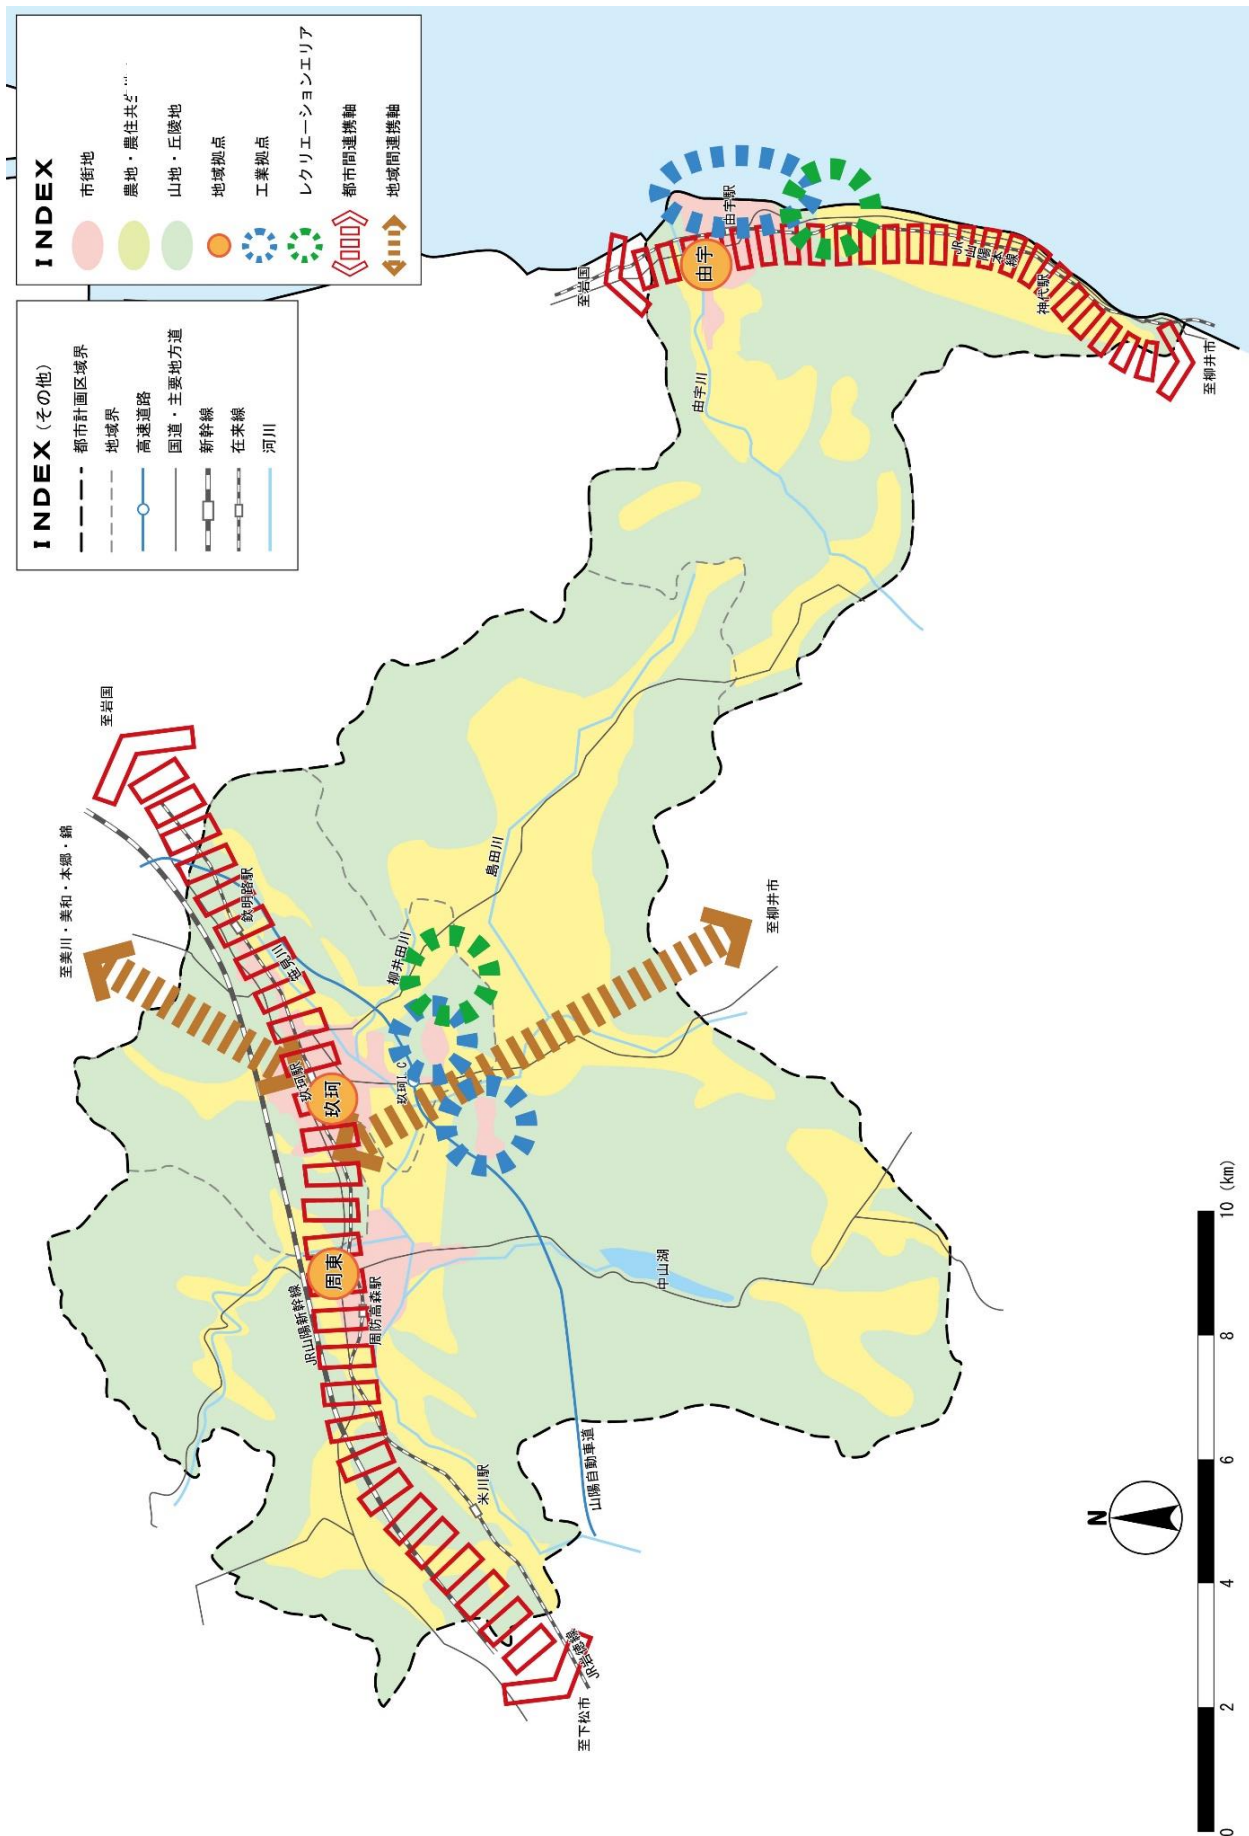 INDEX
市街地
農地・農住共
山地・丘陵地
地域拠点
工業拠点
レクリエーションエリア
都市間連携軸
地域間連携軸
INDEX (その他)
都市計画区域界
地域界
高速道路
国道・主要地方道
新幹線
在来線
河川
至岩国
由宇
由宇駅
由宇川
JR山陽本線
神代駅
至柳井市
至岩国
至美川・美和・本郷・錦
欽明路駅
笹見川
柳井田川
島田川
玖珂駅
玖珂
玖珂I C
至柳井市
周東
JR山陽新幹線
周防高森駅
中山湖
米川駅
山陽自動車道
JR岩徳線
至下松市
N
0 2 4 6 8 10 (km)